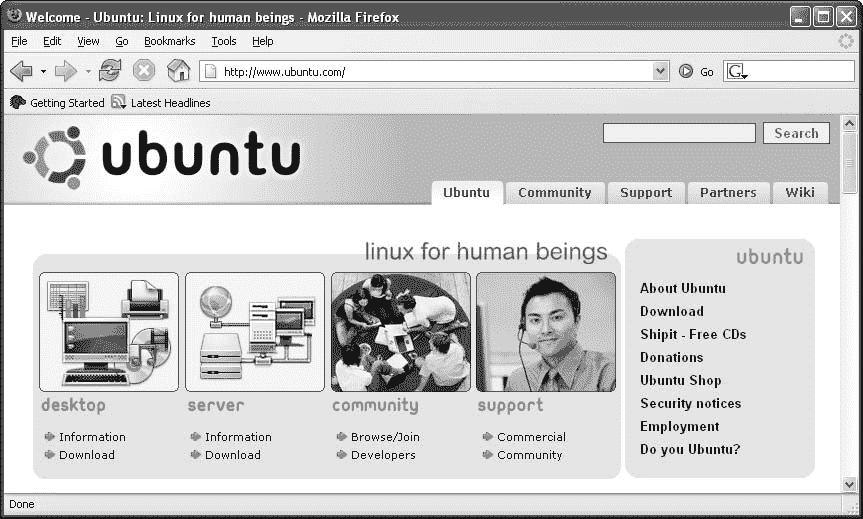 Welcome - Ubuntu: Linux for human beings - Mozilla Firefox
File Edit View Go Bookmarks Tools Help
http://www.ubuntu.com/ Go G
Getting Started Latest Headlines
ubuntu
Search
Ubuntu Community Support Partners Wiki
linux for human beings
desktop server community support
Information Information Browse/Join Commercial
Download Download Developers Community
ubuntu
About Ubuntu
Download
Shipit - Free CDs
Donations
Ubuntu Shop
Security notices
Employment
Do you Ubuntu?
Done